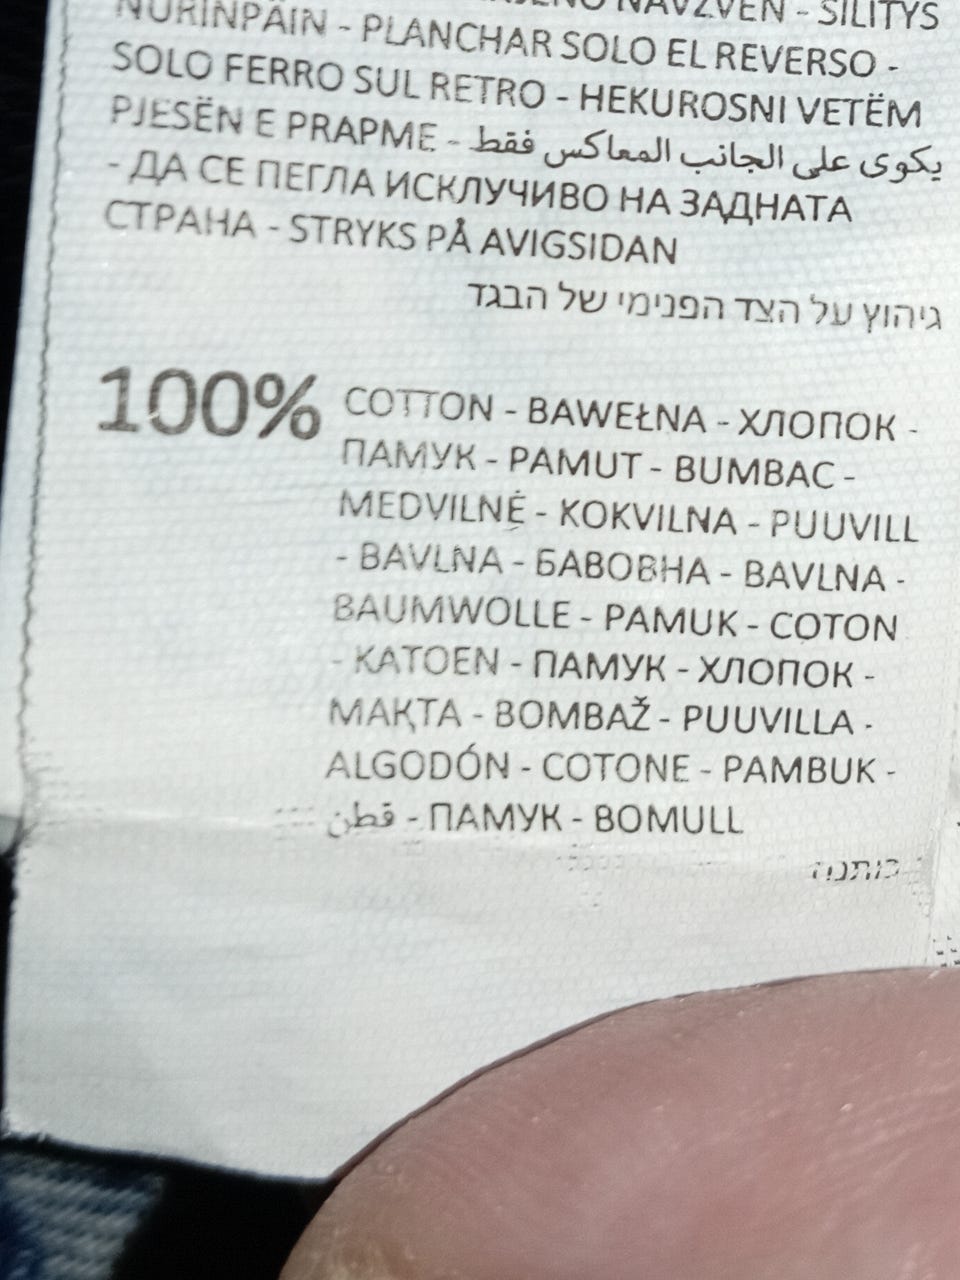 NURINPÄIN - PLANCHAR SOLO EL REVERSO -
SOLO FERRO SUL RETRO - HEKUROSNI VETËM
PJESËN E PRAPME - يكوى على الجانب المعاكس فقط
- ДА СЕ ПЕГЛА ИСКЛУЧИВО НА ЗАДНАТА
СТРАНА - STRYKS PÅ AVIGSIDAN
גיהוץ על הצד הפנימי של הבגד
100% COTTON - BAWEŁNA - ХЛОПОК -
ПАМУК - PAMUT - BUMBAC -
MEDVILNĖ - KOKVILNA - PUUVILL
- BAVLNA - БАВОВНА - BAVLNA -
BAUMWOLLE - PAMUK - COTON
- KATOEN - ПАМУК - ХЛОПОК -
МАҚТА - BOMBAŽ - PUUVILLA -
ALGODÓN - COTONE - PAMBUK -
قطن - ПАМУК - BOMULL
כותנה